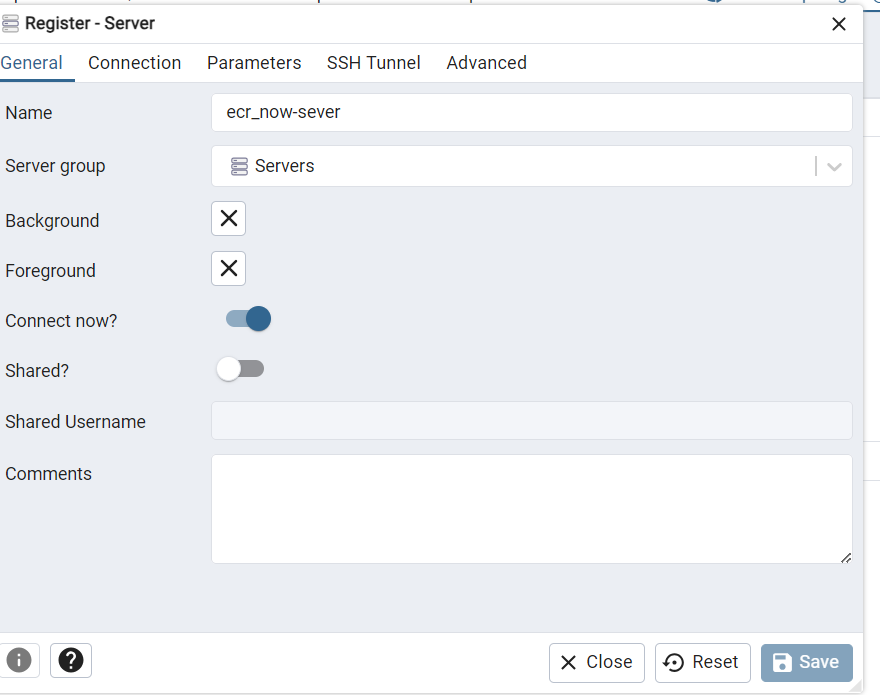 Register - Server
General Connection Parameters SSH Tunnel Advanced
Name ecr_now-sever
Server group Servers
Background
Foreground
Connect now?
Shared?
Shared Username
Comments
Close Reset Save